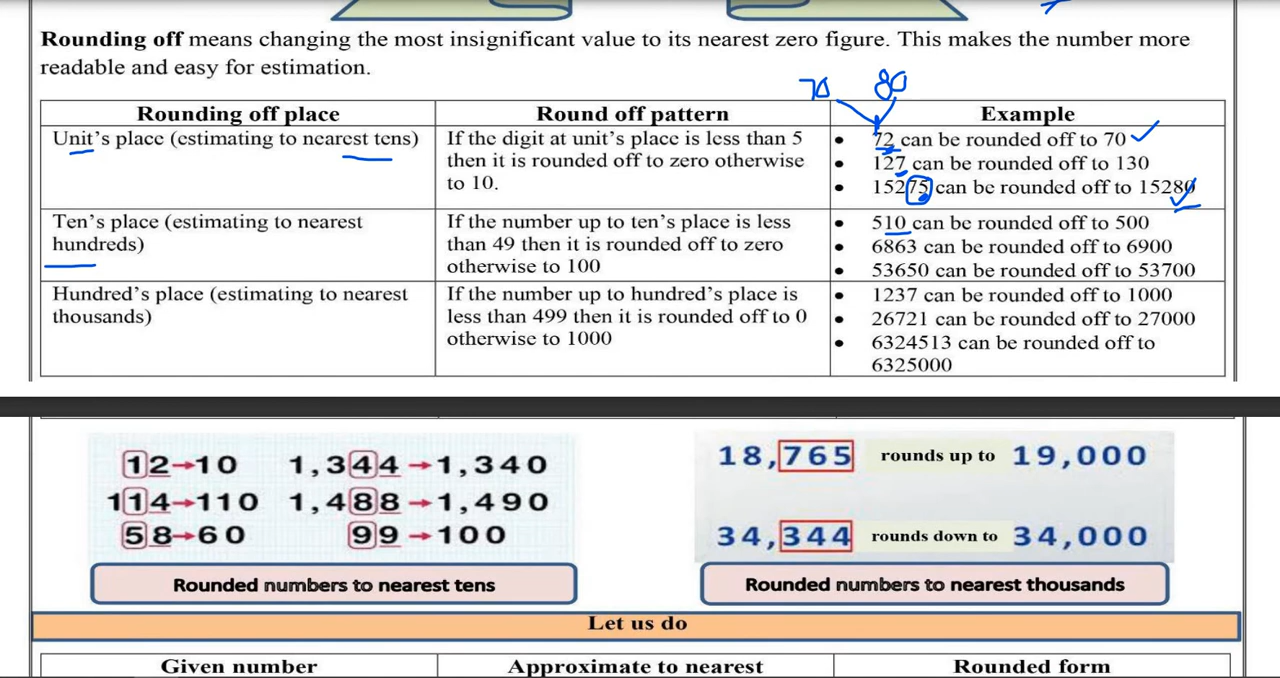 Rounding off means changing the most insignificant value to its nearest zero figure. This makes the number more
readable and easy for estimation.
70 80
Rounding off place
Round off pattern
Example
Unit's place (estimating to nearest tens)
If the digit at unit's place is less than 5
then it is rounded off to zero otherwise
to 10.
• 72 can be rounded off to 70
• 127 can be rounded off to 130
• 15275 can be rounded off to 15280
Ten's place (estimating to nearest
hundreds)
If the number up to ten's place is less
than 49 then it is rounded off to zero
otherwise to 100
• 510 can be rounded off to 500
• 6863 can be rounded off to 6900
• 53650 can be rounded off to 53700
Hundred's place (estimating to nearest
thousands)
If the number up to hundred's place is
less than 499 then it is rounded off to 0
otherwise to 1000
• 1237 can be rounded off to 1000
• 26721 can be rounded off to 27000
• 6324513 can be rounded off to
6325000
12→10 1,344→1,340
114→110 1,488→1,490
58→60 99→100
Rounded numbers to nearest tens
18,765 rounds up to 19,000
34,344 rounds down to 34,000
Rounded numbers to nearest thousands
Let us do
Given number
Approximate to nearest
Rounded form